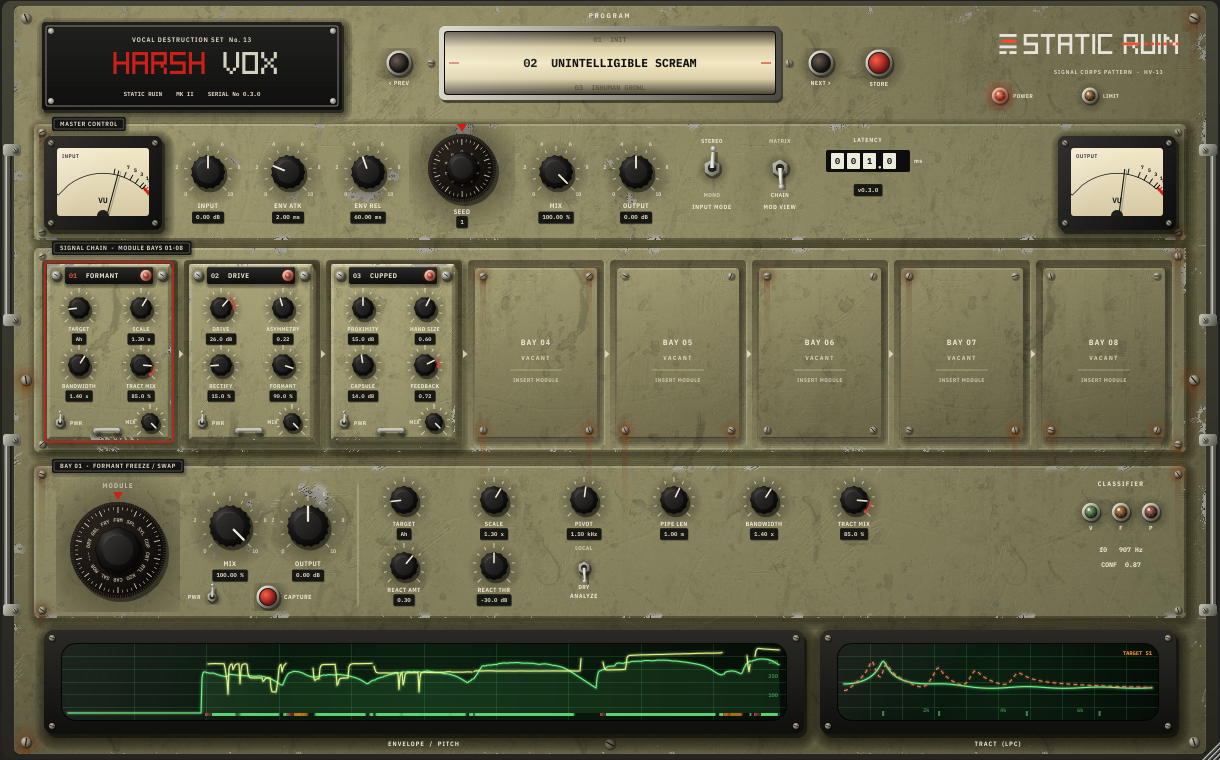 PROGRAM
VOCAL DESTRUCTION SET No. 13
HARSH VOX
STATIC RUIN MK II SERIAL No 0.3.0
< PREV
01 INIT
02 UNINTELLIGIBLE SCREAM
03 INHUMAN GROWL
NEXT >
STORE
STATIC RUIN
SIGNAL CORPS PATTERN - HV-13
POWER
LIMIT
MASTER CONTROL
INPUT
VU
INPUT
0.00 dB
ENV ATK
2.00 ms
ENV REL
60.00 ms
SEED
1
MIX
100.00 %
OUTPUT
0.00 dB
STEREO
MONO
INPUT MODE
MATRIX
CHAIN
MOD VIEW
LATENCY
001.0 ms
v0.3.0
OUTPUT
VU
SIGNAL CHAIN - MODULE BAYS 01-08
01 FORMANT
TARGET
Ah
SCALE
1.30 x
BANDWIDTH
1.40 x
TRACT MIX
85.0 %
PWR
MIX
02 DRIVE
DRIVE
26.0 dB
ASYMMETRY
0.22
RECTIFY
15.0 %
FORMANT
90.0 %
PWR
MIX
03 CUPPED
PROXIMITY
15.0 dB
HAND SIZE
0.60
CAPSULE
14.0 dB
FEEDBACK
0.72
PWR
MIX
BAY 04
VACANT
INSERT MODULE
BAY 05
VACANT
INSERT MODULE
BAY 06
VACANT
INSERT MODULE
BAY 07
VACANT
INSERT MODULE
BAY 08
VACANT
INSERT MODULE
BAY 01 - FORMANT FREEZE / SWAP
MODULE
MIX
100.00 %
OUTPUT
0.00 dB
PWR
CAPTURE
TARGET
Ah
SCALE
1.30 x
PIVOT
1.50 kHz
PIPE LEN
1.00 m
BANDWIDTH
1.40 x
TRACT MIX
85.0 %
REACT AMT
0.30
REACT THR
-30.0 dB
LOCAL
DRY
ANALYZE
CLASSIFIER
V F P
f0 907 Hz
CONF 0.87
100
ENVELOPE / PITCH
TARGET S1
2k 4k 6k
TRACT (LPC)